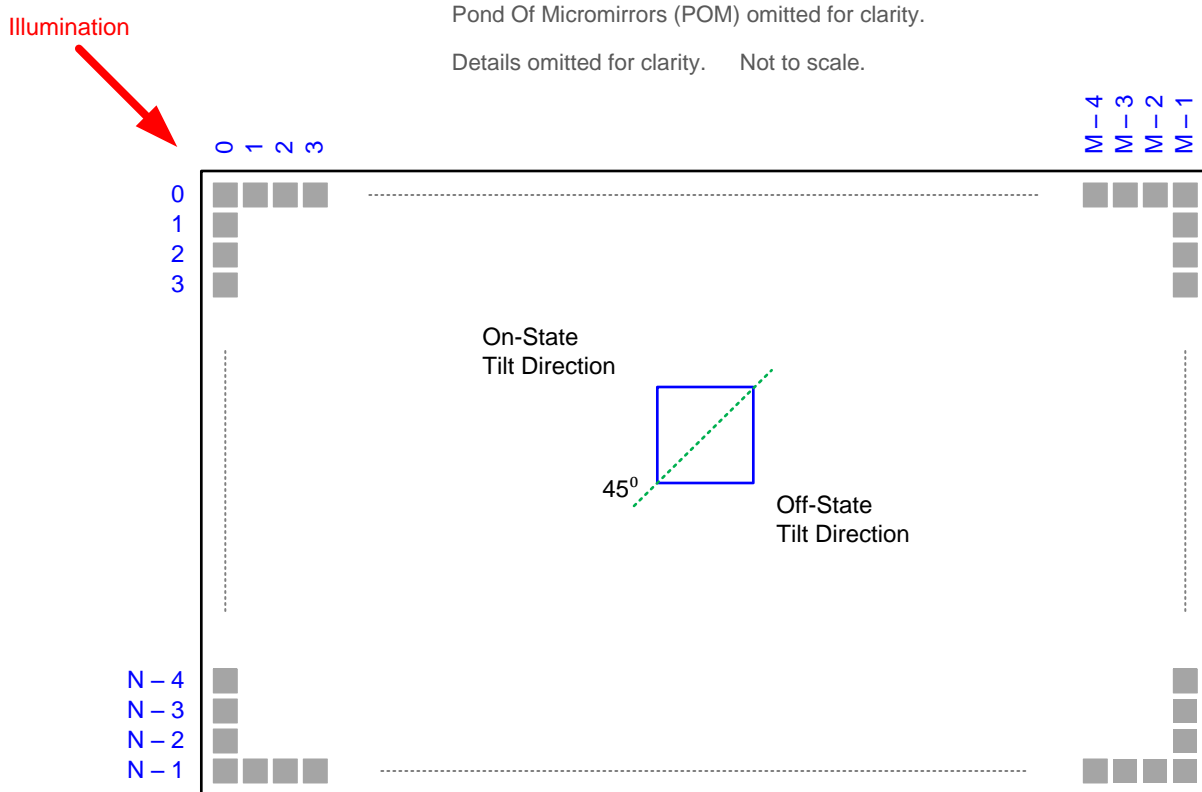 Pond Of Micromirrors (POM) omitted for clarity.
Illumination
Details omitted for clarity. Not to scale.
0 1 2 3
M – 4 M – 3 M – 2 M – 1
0
1
2
3
On-State
Tilt Direction
45⁰
Off-State
Tilt Direction
N – 4
N – 3
N – 2
N – 1